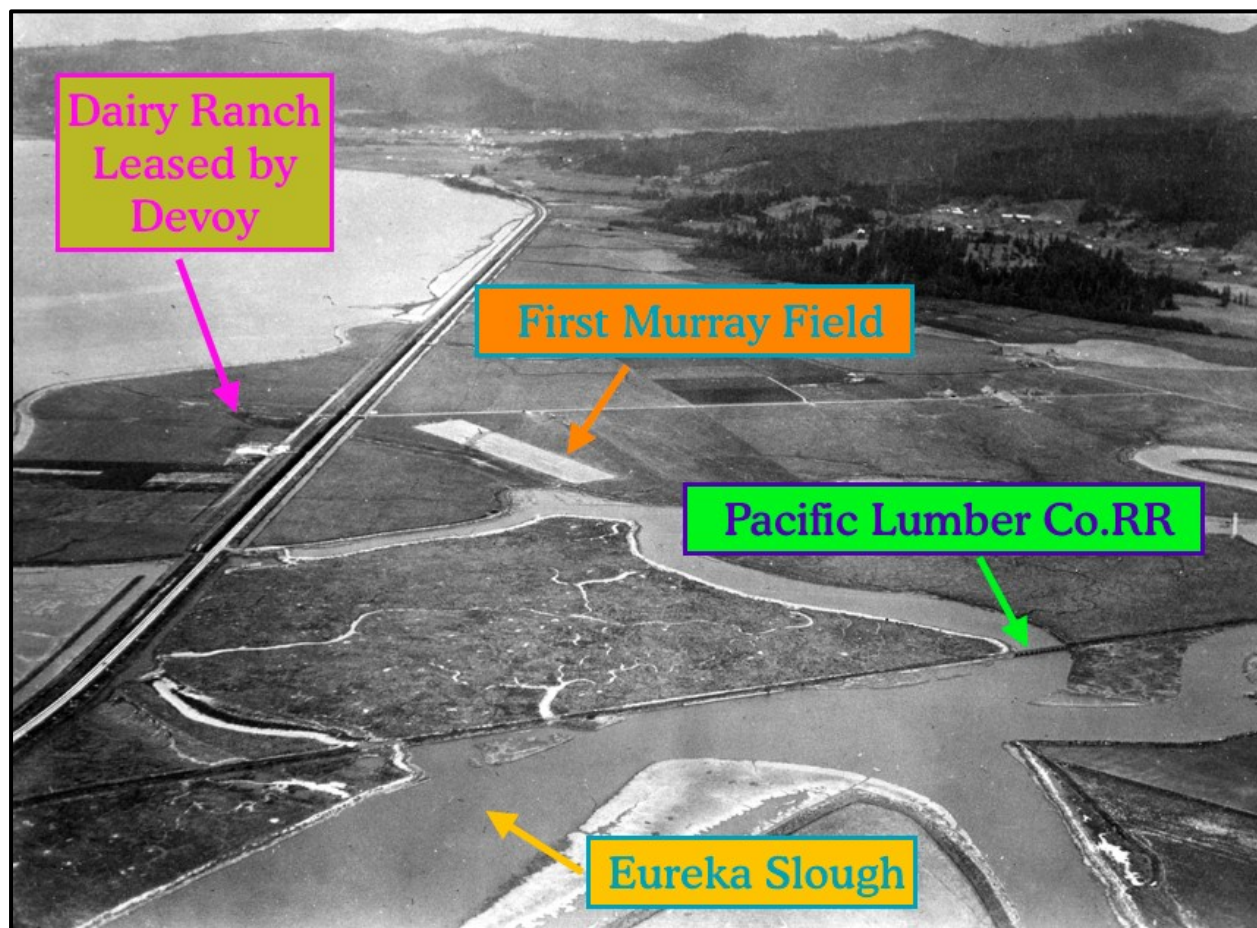 Dairy Ranch
Leased by
Devoy
First Murray Field
Pacific Lumber Co.RR
Eureka Slough